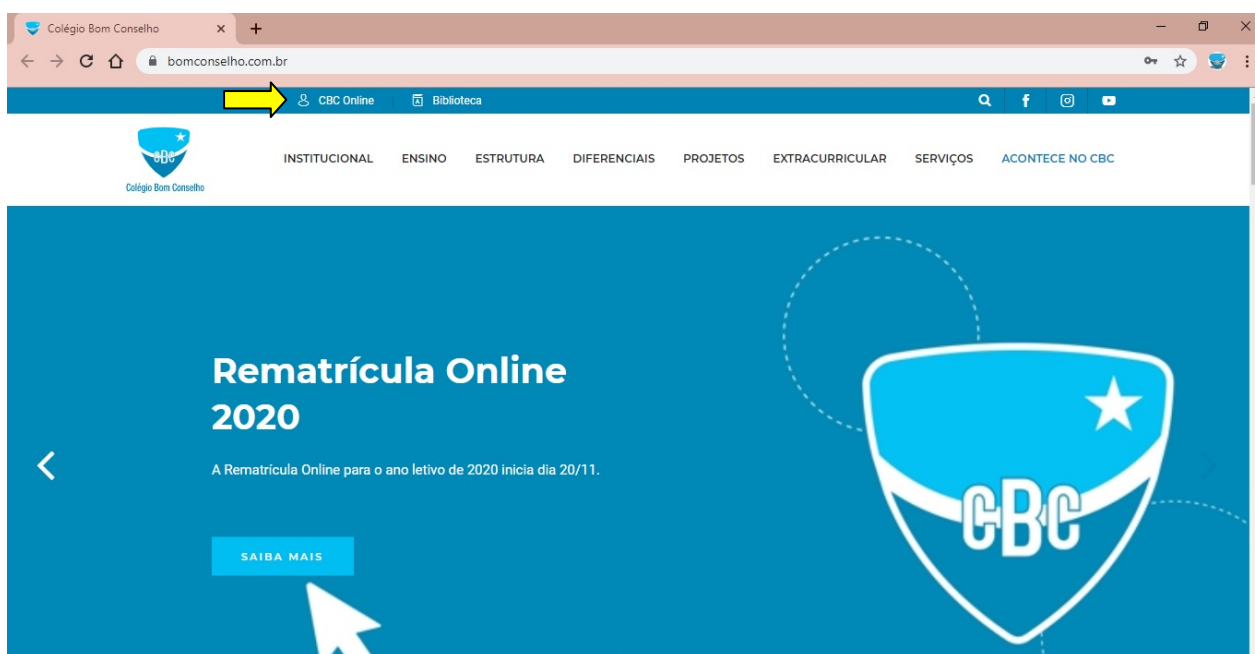 Colégio Bom Conselho
bomconselho.com.br
CBC Online Biblioteca
CBC
Colégio Bom Conselho
INSTITUCIONAL ENSINO ESTRUTURA DIFERENCIAIS PROJETOS EXTRACURRICULAR SERVIÇOS ACONTECE NO CBC
Rematrícula Online
2020
A Rematrícula Online para o ano letivo de 2020 inicia dia 20/11.
SAIBA MAIS
CBC